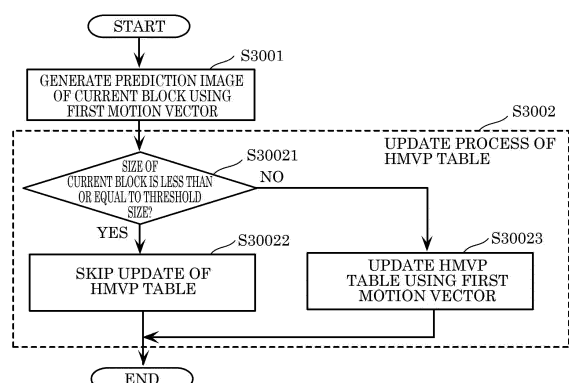 START
S3001
GENERATE PREDICTION IMAGE
OF CURRENT BLOCK USING
FIRST MOTION VECTOR
S3002
UPDATE PROCESS OF
HMVP TABLE
S30021
SIZE OF
CURRENT BLOCK IS LESS THAN
OR EQUAL TO THRESHOLD
SIZE?
NO
YES
S30022
SKIP UPDATE OF
HMVP TABLE
S30023
UPDATE HMVP
TABLE USING FIRST
MOTION VECTOR
END